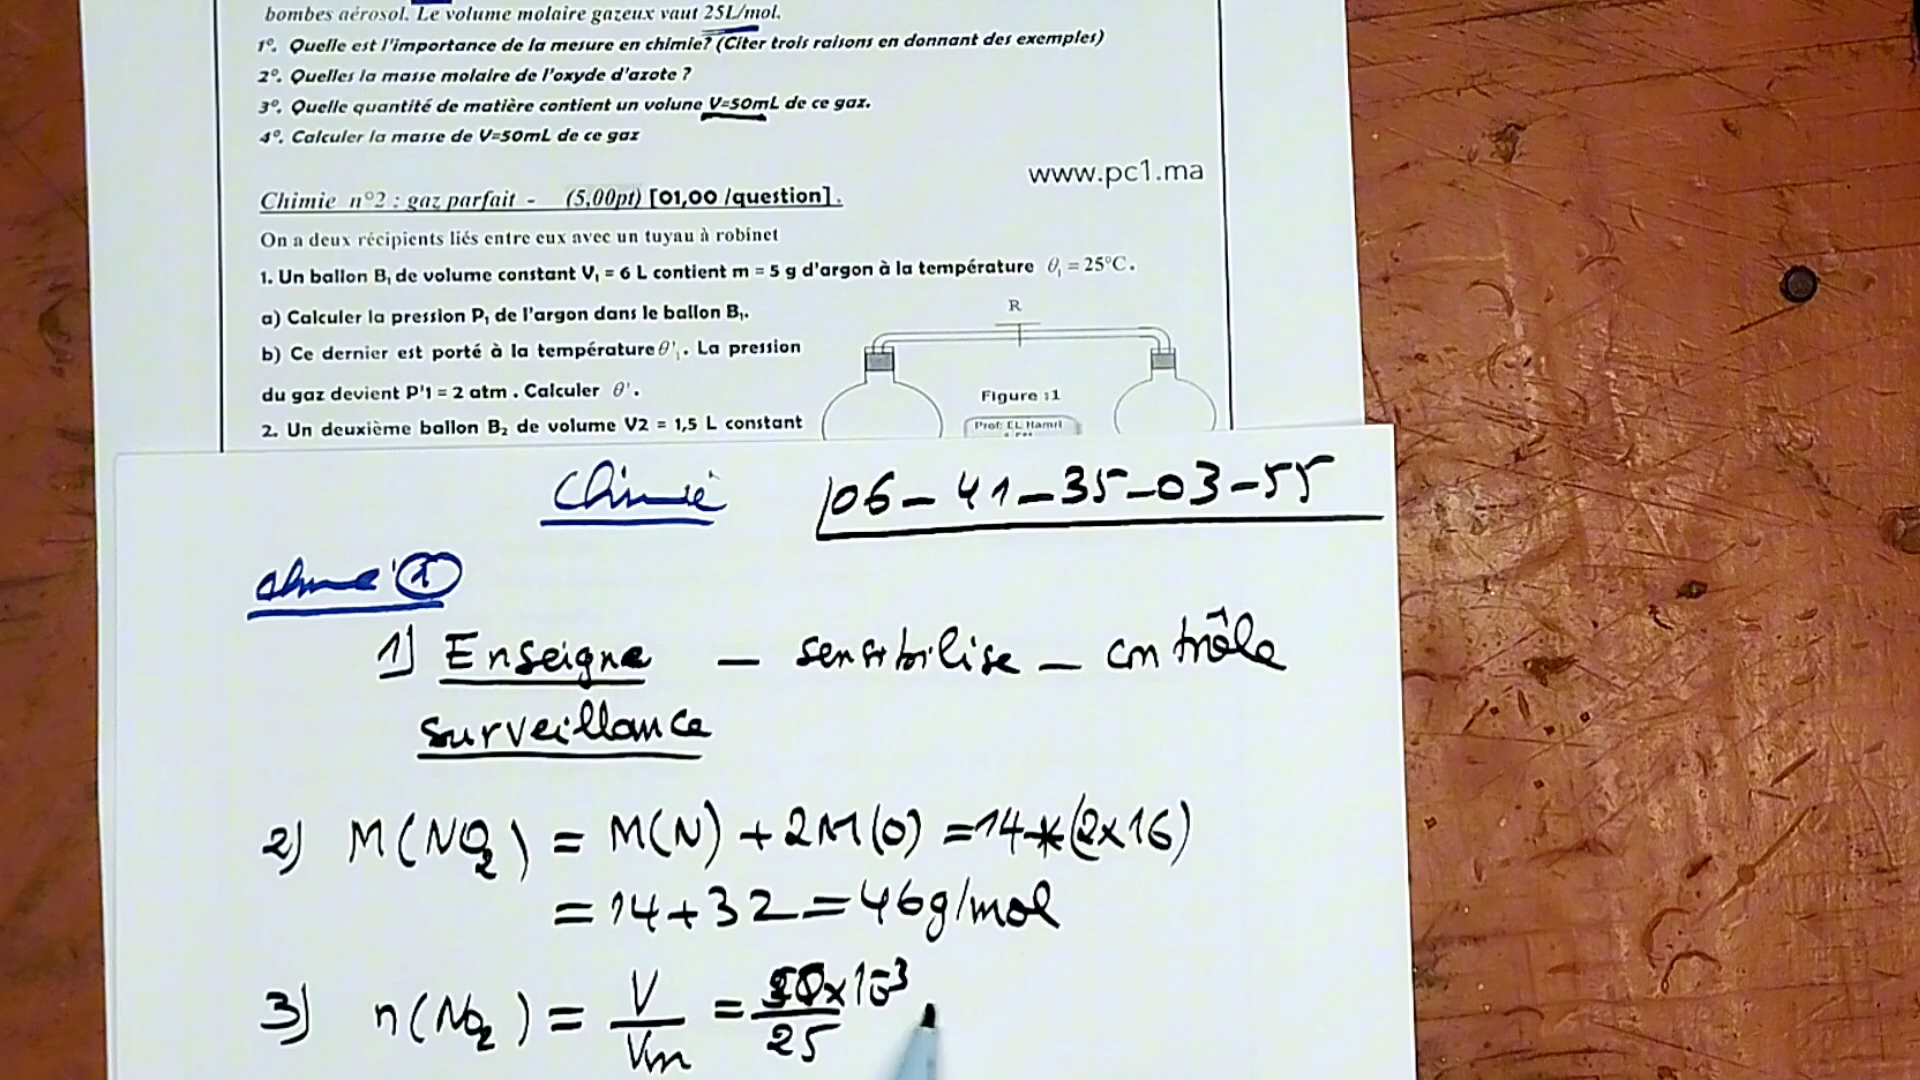 bombes aérosol. Le volume molaire gazeux vaut 25L/mol.
1°. Quelle est l'importance de la mesure en chimie? (Citer trois raisons en donnant des exemples)
2°. Quelles la masse molaire de l'oxyde d'azote ?
3°. Quelle quantité de matière contient un volune V=50mL de ce gaz.
4°. Calculer la masse de V=50mL de ce gaz
www.pc1.ma
Chimie n°2 : gaz parfait - (5,00pt) [01,00 /question].
On a deux récipients liés entre eux avec un tuyau à robinet
1. Un ballon B₁ de volume constant V₁ = 6 L contient m = 5 g d'argon à la température θ₁ = 25°C.
R
a) Calculer la pression P₁ de l'argon dans le ballon B₁.
b) Ce dernier est porté à la température θ'₁. La pression
du gaz devient P'1 = 2 atm . Calculer θ'.
Figure :1
2. Un deuxième ballon B₂ de volume V2 = 1,5 L constant
Prof: EL Hamri
Chimie 06-41-35-03-55
1
1) Enseigne - sensibilise - contrôle
surveillance
2) M(NO₂) = M(N) + 2M(O) = 14+(2x16)
= 14+32 = 46g/mol
3) n(NO₂) = V/Vm = 50x10⁻³/25